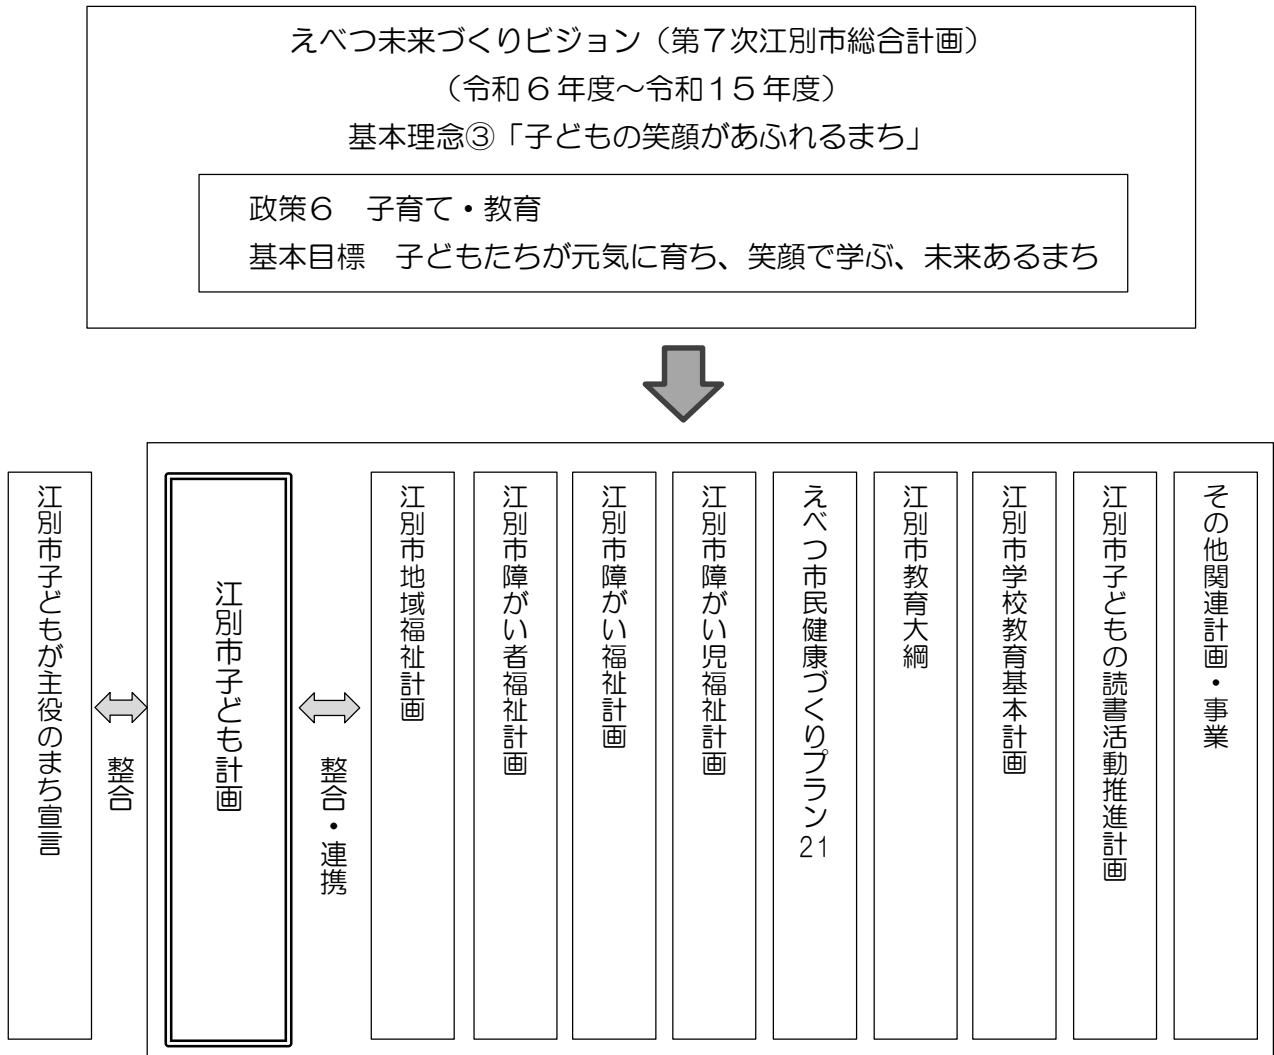 えべつ未来づくりビジョン（第７次江別市総合計画）
（令和６年度～令和１５年度）
基本理念③「子どもの笑顔があふれるまち」
政策６　子育て・教育
基本目標　子どもたちが元気に育ち、笑顔で学ぶ、未来あるまち
江別市子どもが主役のまち宣言
整合
江別市子ども計画
整合・連携
江別市地域福祉計画
江別市障がい者福祉計画
江別市障がい福祉計画
江別市障がい児福祉計画
えべつ市民健康づくりプラン21
江別市教育大綱
江別市学校教育基本計画
江別市子どもの読書活動推進計画
その他関連計画・事業